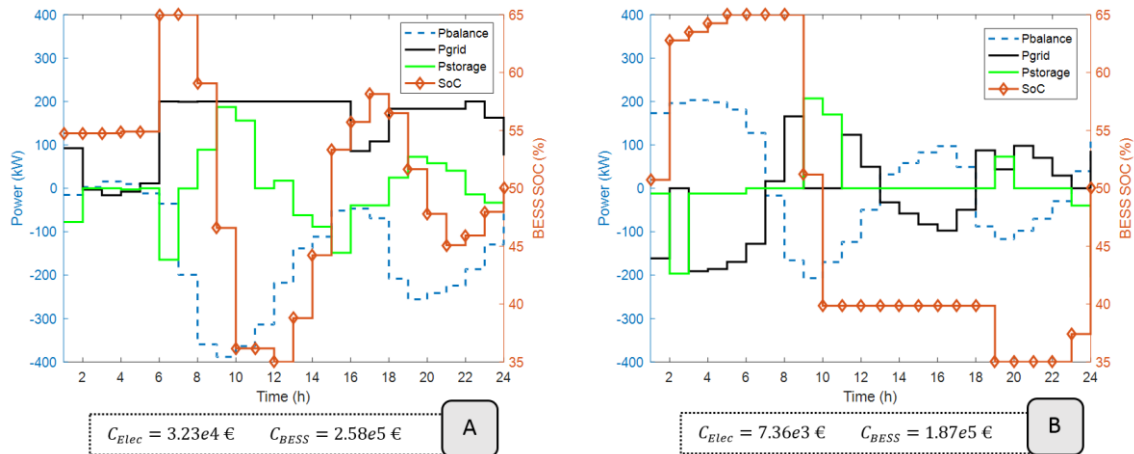 400
300
200
100
0
-100
-200
-300
-400
Power (kW)
65
60
55
50
45
40
35
BESS SOC (%)
Pbalance
Pgrid
Pstorage
SoC
2 4 6 8 10 12 14 16 18 20 22 24
Time (h)
C_Elec = 3.23e4 € C_BESS = 2.58e5 €
A
400
300
200
100
0
-100
-200
-300
-400
Power (kW)
65
60
55
50
45
40
35
BESS SOC (%)
Pbalance
Pgrid
Pstorage
SoC
2 4 6 8 10 12 14 16 18 20 22 24
Time (h)
C_Elec = 7.36e3 € C_BESS = 1.87e5 €
B